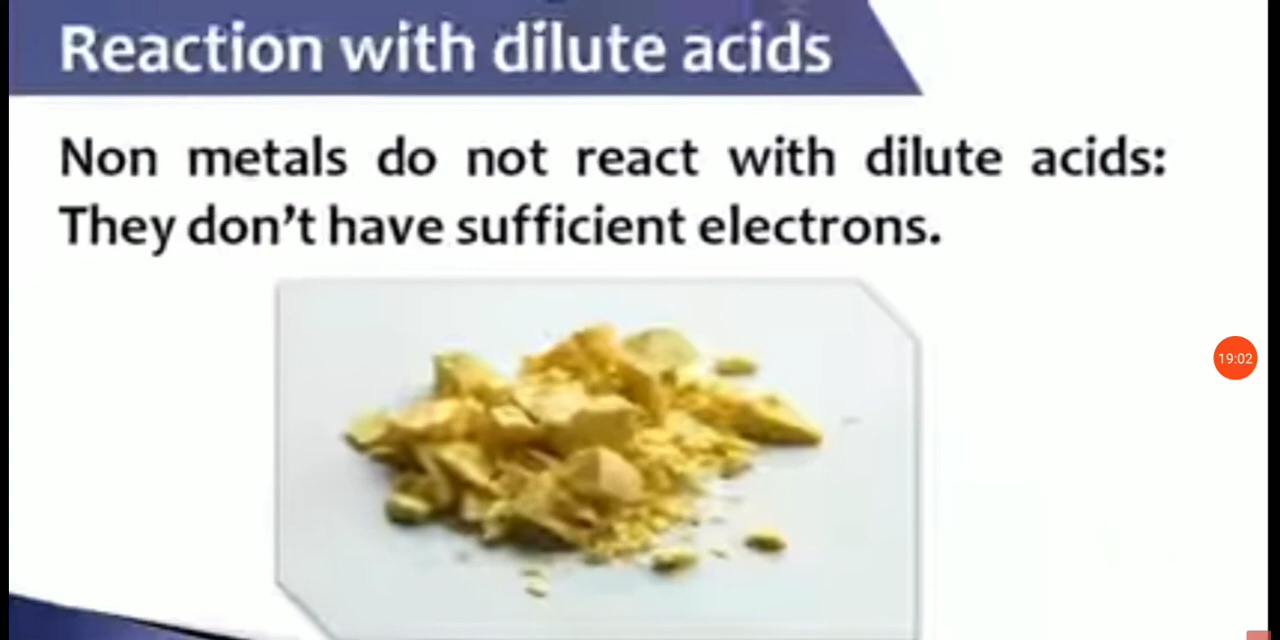 Reaction with dilute acids
Non metals do not react with dilute acids:
They don't have sufficient electrons.
19:02